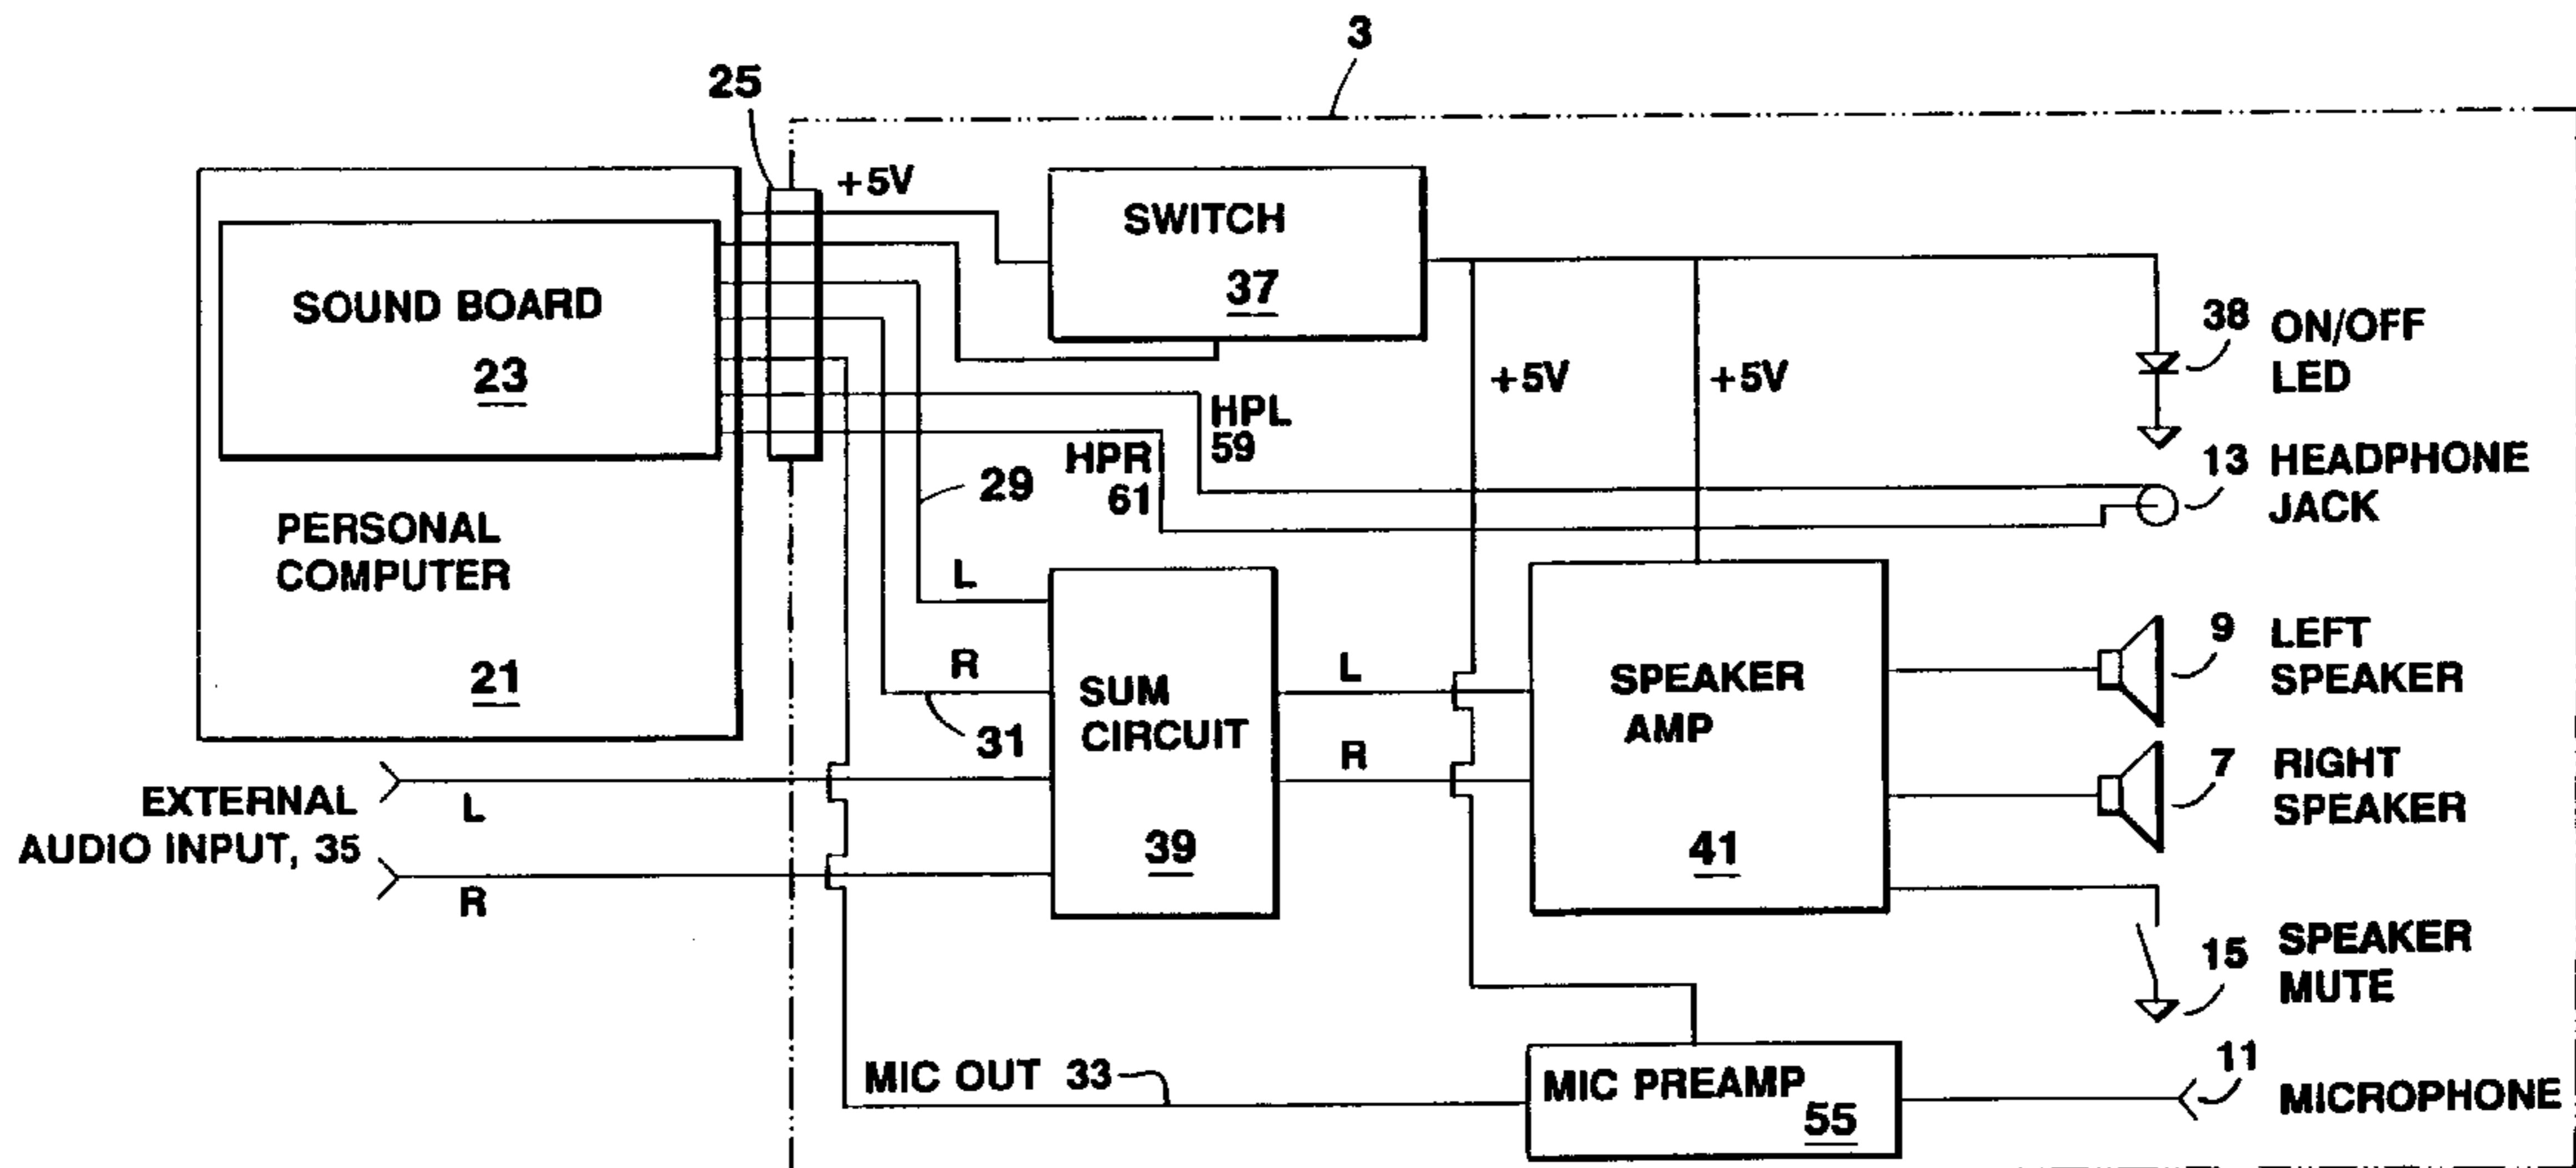 3
25
+5V
SWITCH
37
SOUND BOARD
23
38 ON/OFF
LED
+5V
+5V
HPL
59
HPR
61
13 HEADPHONE
JACK
29
PERSONAL
COMPUTER
21
L
R
31
SUM
CIRCUIT
39
L
R
SPEAKER
AMP
41
9 LEFT
SPEAKER
7 RIGHT
SPEAKER
EXTERNAL
AUDIO INPUT, 35
L
R
15 SPEAKER
MUTE
MIC OUT 33
MIC PREAMP
55
11
MICROPHONE